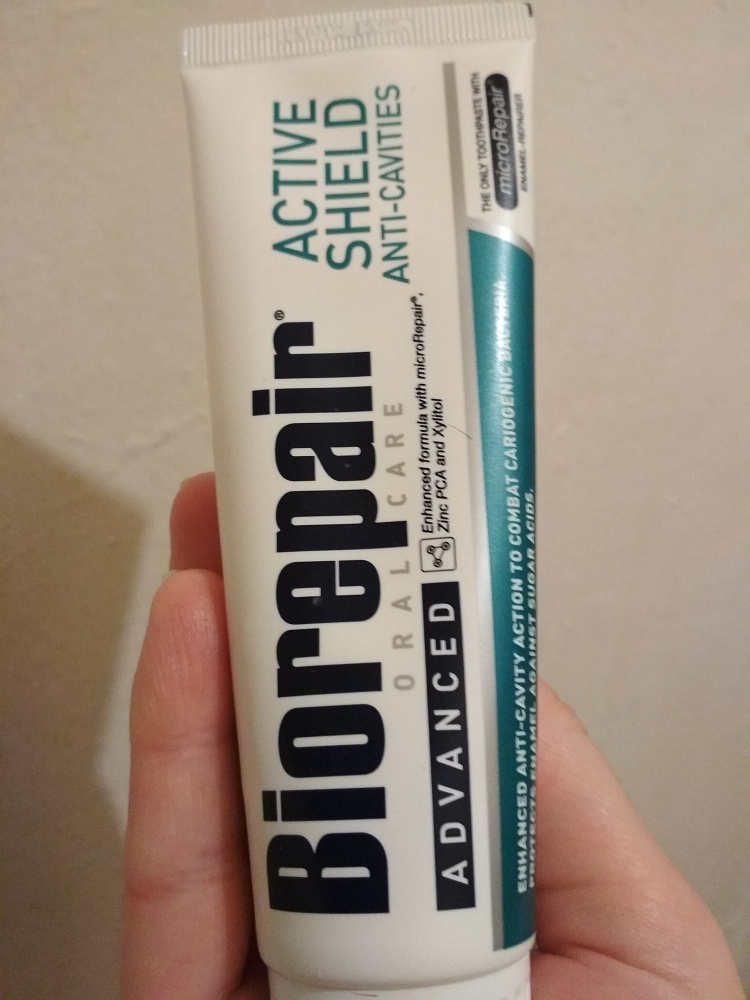 Biorepair®
ORAL CARE
ACTIVE
SHIELD
ANTI-CAVITIES
ADVANCED
Enhanced formula with microRepair®,
Zinc PCA and Xylitol
THE ONLY TOOTHPASTE WITH
microRepair®
ENAMEL-REPAIRER
ENHANCED ANTI-CAVITY ACTION TO COMBAT CARIOGENIC BACTERIA.
PROTECTS ENAMEL AGAINST SUGAR ACIDS.